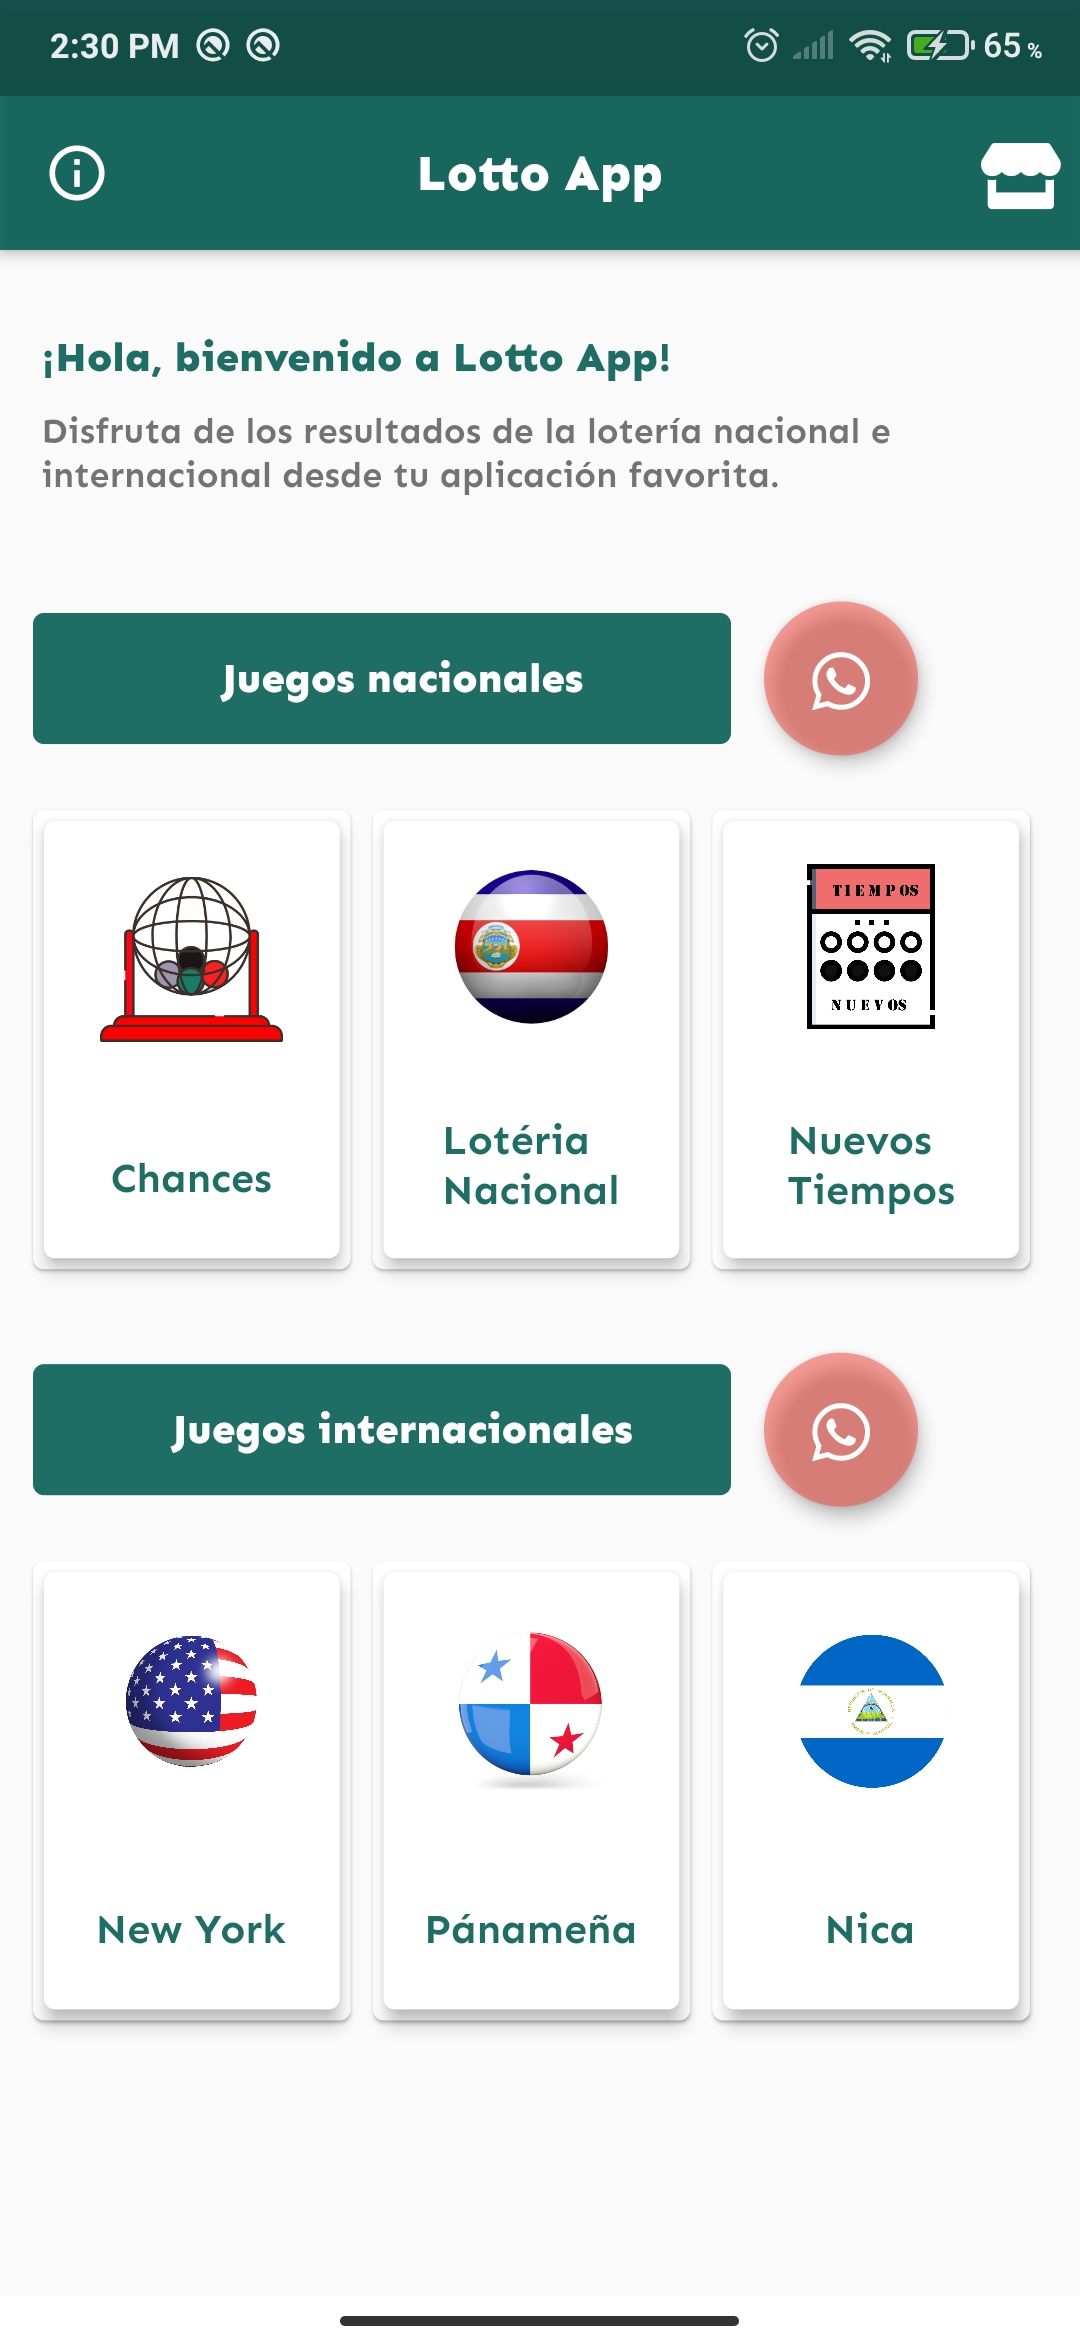 2:30 PM
65 %
Lotto App
¡Hola, bienvenido a Lotto App!
Disfruta de los resultados de la lotería nacional e
internacional desde tu aplicación favorita.
Juegos nacionales
TIEMPOS
NUEVOS
Chances
Lotéria
Nacional
Nuevos
Tiempos
Juegos internacionales
New York
Pánameña
Nica